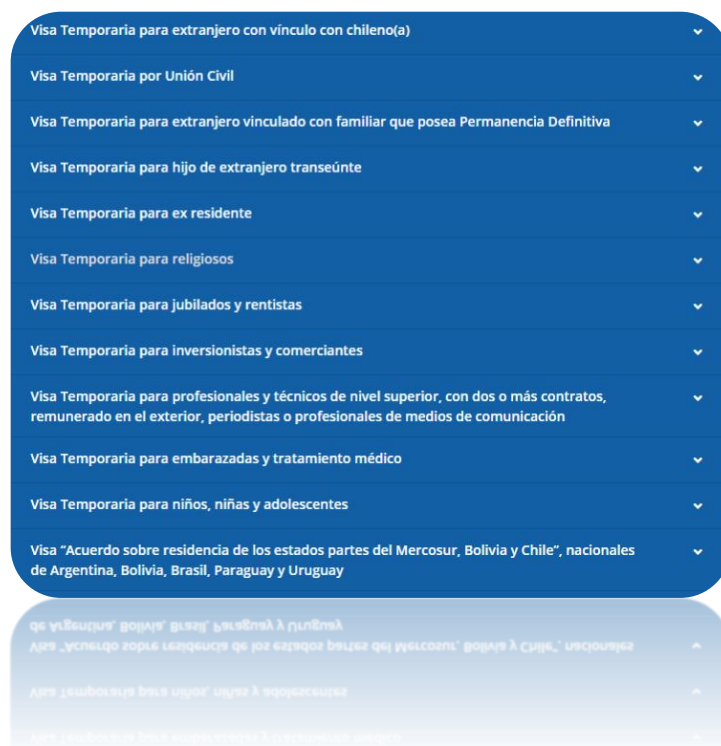 Visa Temporaria para extranjero con vínculo con chileno(a)
Visa Temporaria por Unión Civil
Visa Temporaria para extranjero vinculado con familiar que posea Permanencia Definitiva
Visa Temporaria para hijo de extranjero transeúnte
Visa Temporaria para ex residente
Visa Temporaria para religiosos
Visa Temporaria para jubilados y rentistas
Visa Temporaria para inversionistas y comerciantes
Visa Temporaria para profesionales y técnicos de nivel superior, con dos o más contratos,
remunerado en el exterior, periodistas o profesionales de medios de comunicación
Visa Temporaria para embarazadas y tratamiento médico
Visa Temporaria para niños, niñas y adolescentes
Visa “Acuerdo sobre residencia de los estados partes del Mercosur, Bolivia y Chile”, nacionales
de Argentina, Bolivia, Brasil, Paraguay y Uruguay